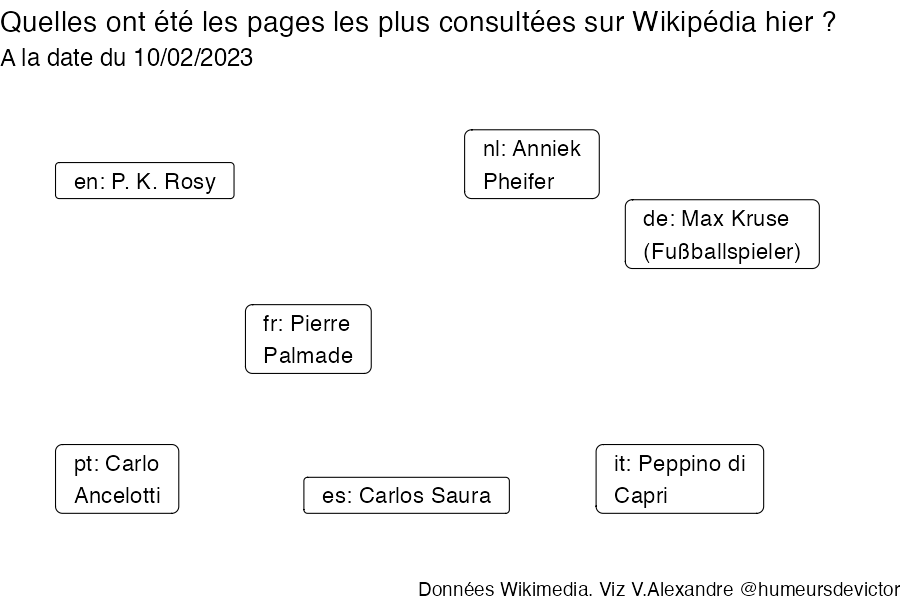 Quelles ont été les pages les plus consultées sur Wikipédia hier ?
A la date du 10/02/2023
nl: Anniek
Pheifer
en: P. K. Rosy
de: Max Kruse
(Fußballspieler)
fr: Pierre
Palmade
pt: Carlo
Ancelotti
es: Carlos Saura
it: Peppino di
Capri
Données Wikimedia. Viz V.Alexandre @humeursdevictor